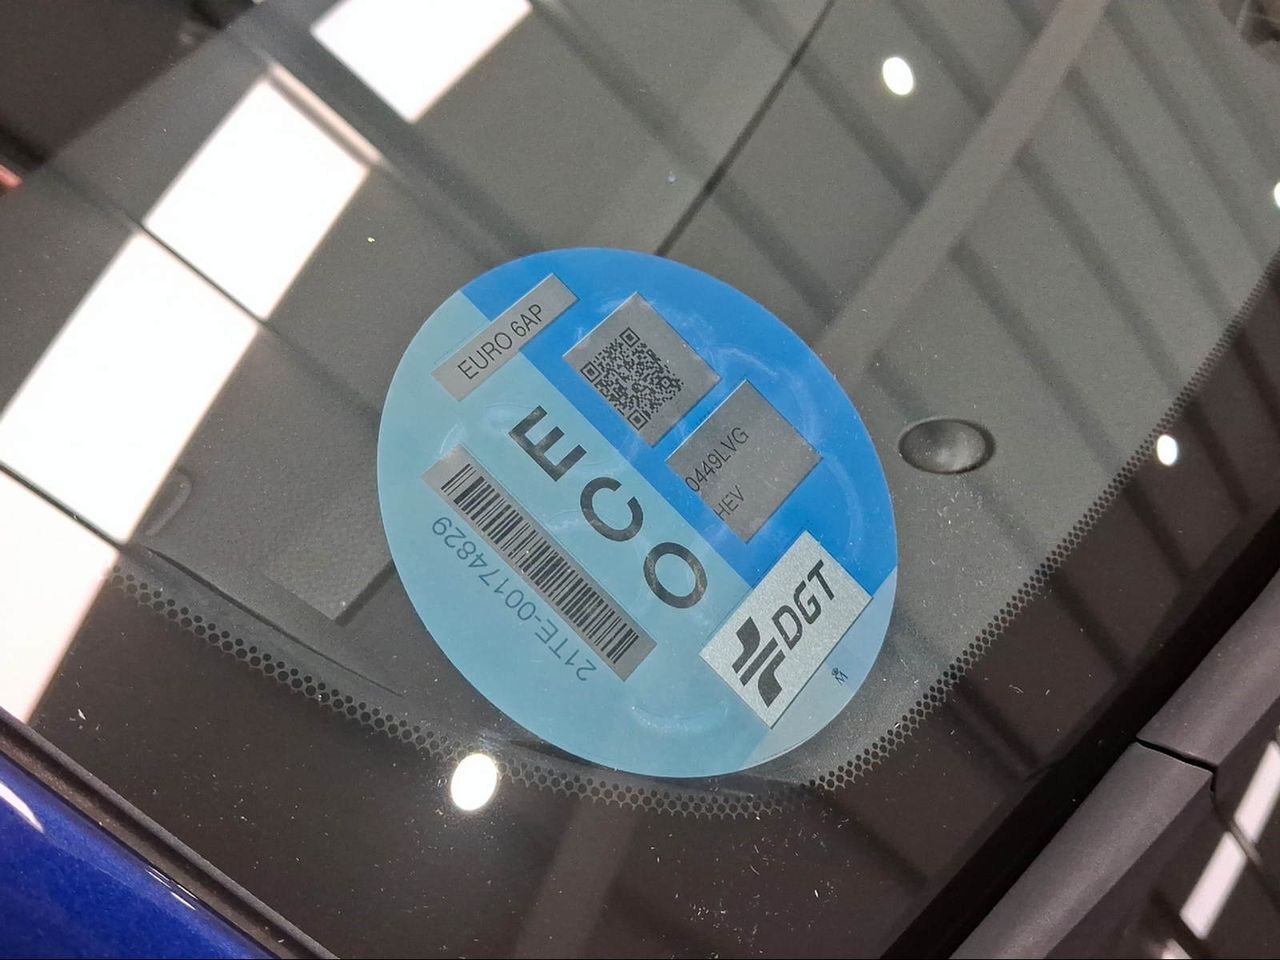 EURO 6AP
0449LVG
HEV
ECO
21TE-00174829
DGT
M